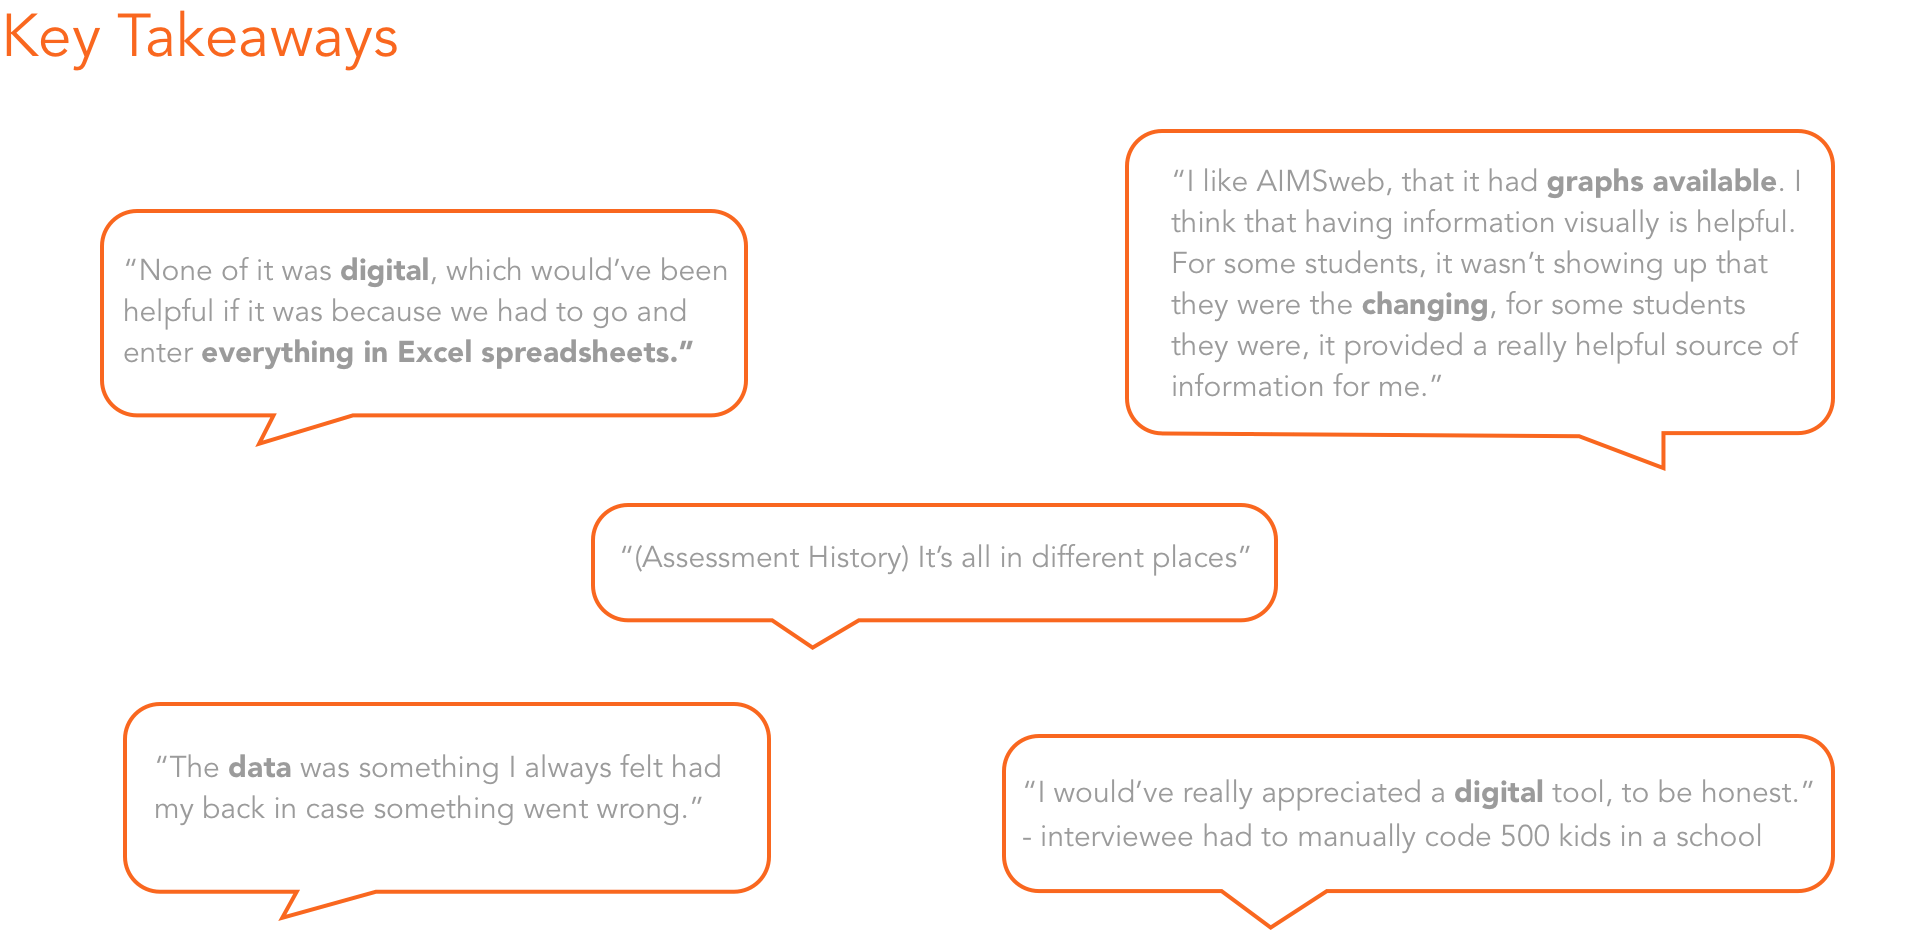 Key Takeaways
“None of it was digital, which would’ve been
helpful if it was because we had to go and
enter everything in Excel spreadsheets.”
“I like AIMSweb, that it had graphs available. I
think that having information visually is helpful.
For some students, it wasn’t showing up that
they were the changing, for some students
they were, it provided a really helpful source of
information for me.”
“(Assessment History) It’s all in different places”
“The data was something I always felt had
my back in case something went wrong.”
“I would’ve really appreciated a digital tool, to be honest.”
- interviewee had to manually code 500 kids in a school